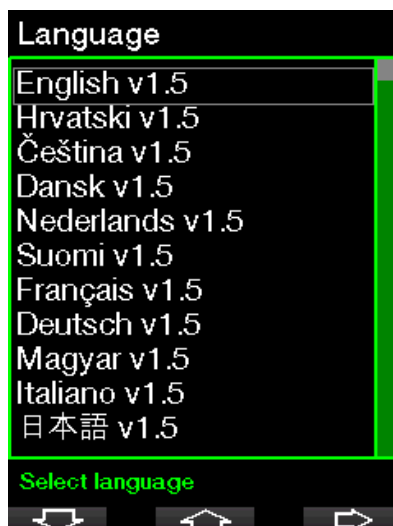 Language
English v1.5
Hrvatski v1.5
Čeština v1.5
Dansk v1.5
Nederlands v1.5
Suomi v1.5
Français v1.5
Deutsch v1.5
Magyar v1.5
Italiano v1.5
日本語 v1.5
Select language